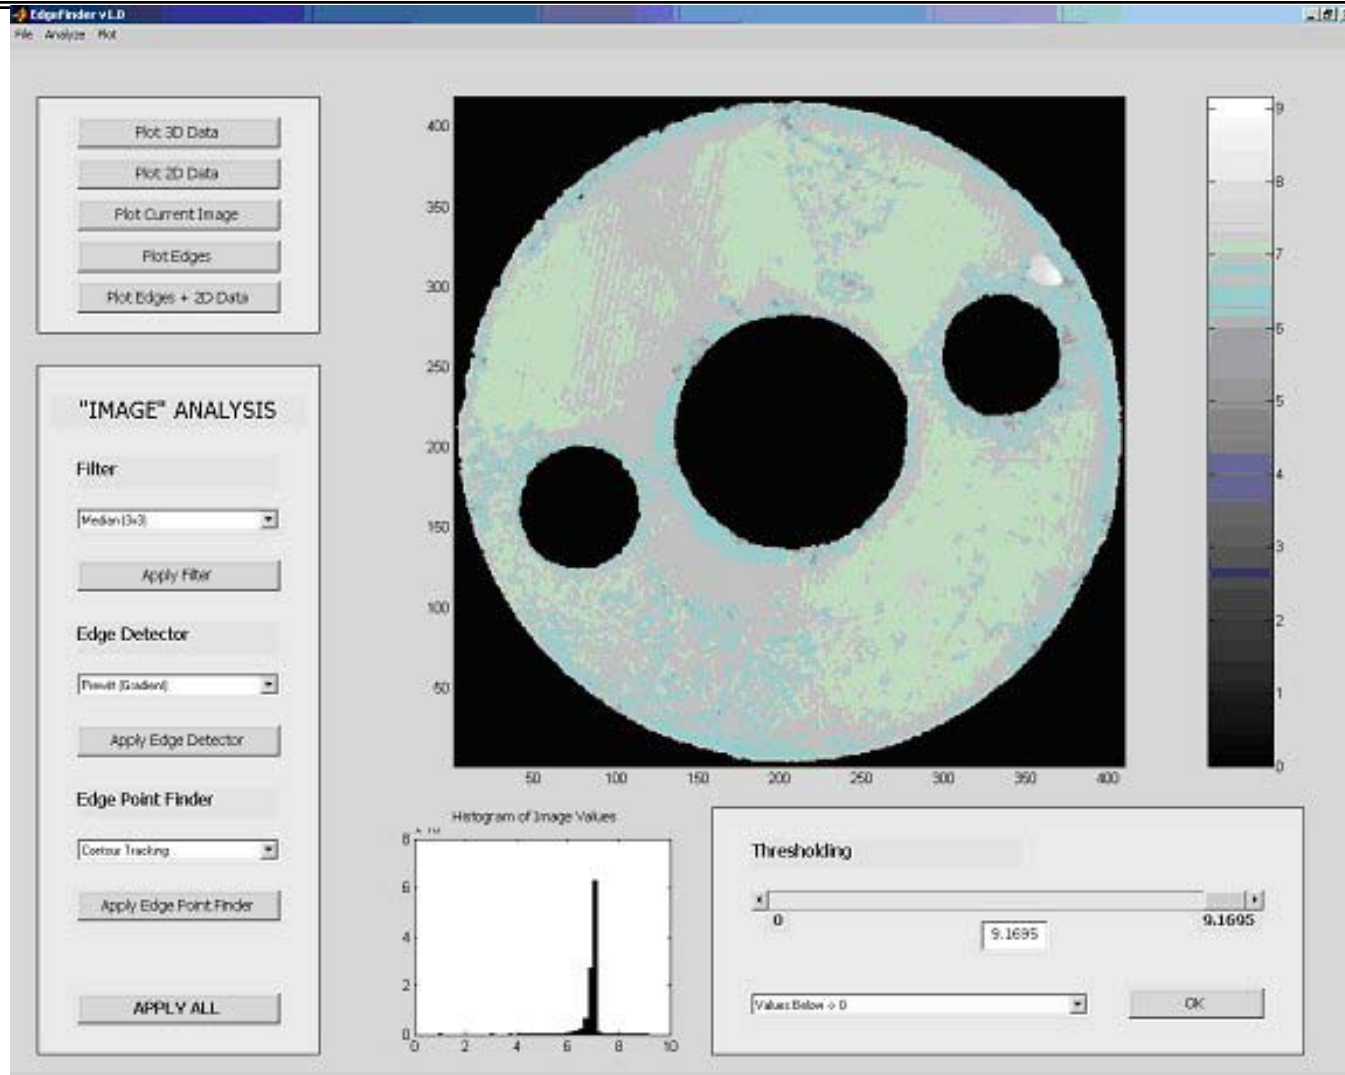 EdgeFinder v1.0
File Analyze Plot
Plot 3D Data
Plot 2D Data
Plot Current Image
Plot Edges
Plot Edges + 2D Data
"IMAGE" ANALYSIS
Filter
Median (3x3)
Apply Filter
Edge Detector
Prewitt (Gradient)
Apply Edge Detector
Edge Point Finder
Contour Tracking
Apply Edge Point Finder
APPLY ALL
400
350
300
250
200
150
100
50
50 100 150 200 250 300 350 400
9
8
7
6
5
4
3
2
1
0
Histogram of Image Values
8
6
4
2
0
0 2 4 6 8 10
Thresholding
0 9.1695
9.1695
Values Below -> 0
OK